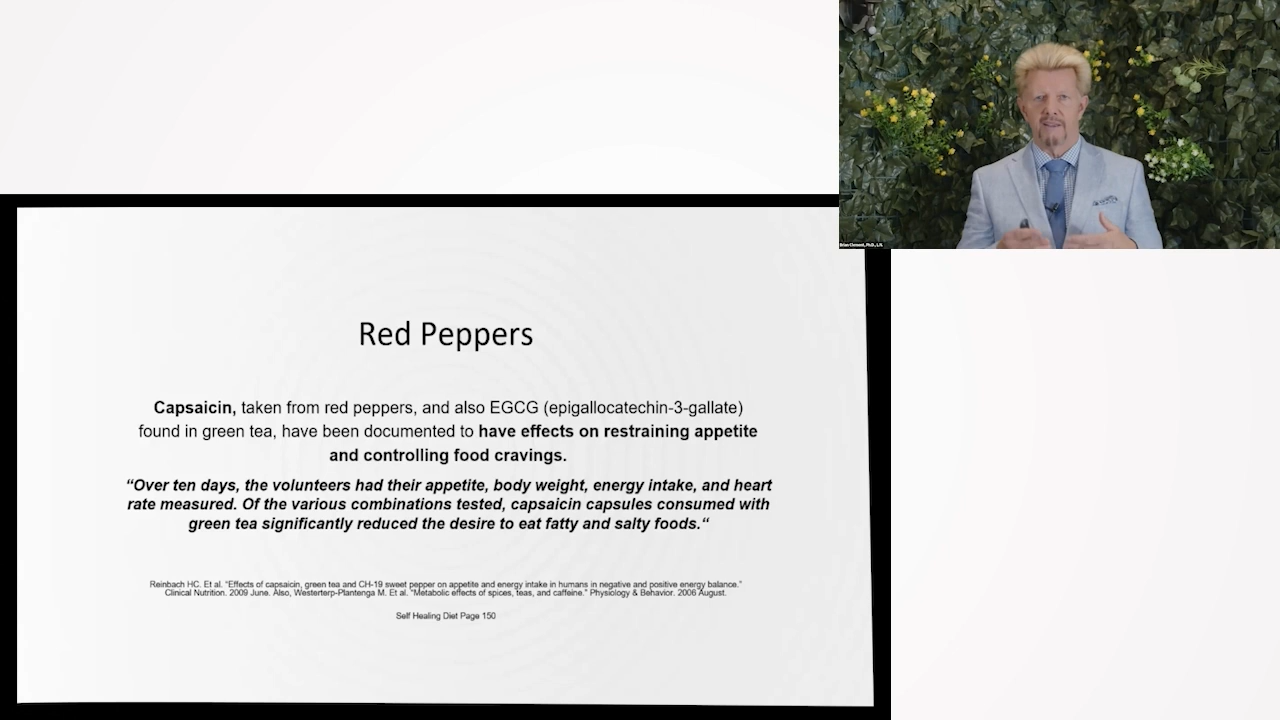 Brian Clement, Ph.D., L.N.
Red Peppers
Capsaicin, taken from red peppers, and also EGCG (epigallocatechin-3-gallate)
found in green tea, have been documented to have effects on restraining appetite
and controlling food cravings.
“Over ten days, the volunteers had their appetite, body weight, energy intake, and heart
rate measured. Of the various combinations tested, capsaicin capsules consumed with
green tea significantly reduced the desire to eat fatty and salty foods.“
Reinbach HC. Et al. “Effects of capsaicin, green tea and CH-19 sweet pepper on appetite and energy intake in humans in negative and positive energy balance.”
Clinical Nutrition. 2009 June. Also, Westerterp-Plantenga M. Et al. “Metabolic effects of spices, teas, and caffeine.” Physiology & Behavior. 2006 August.
Self Healing Diet Page 150